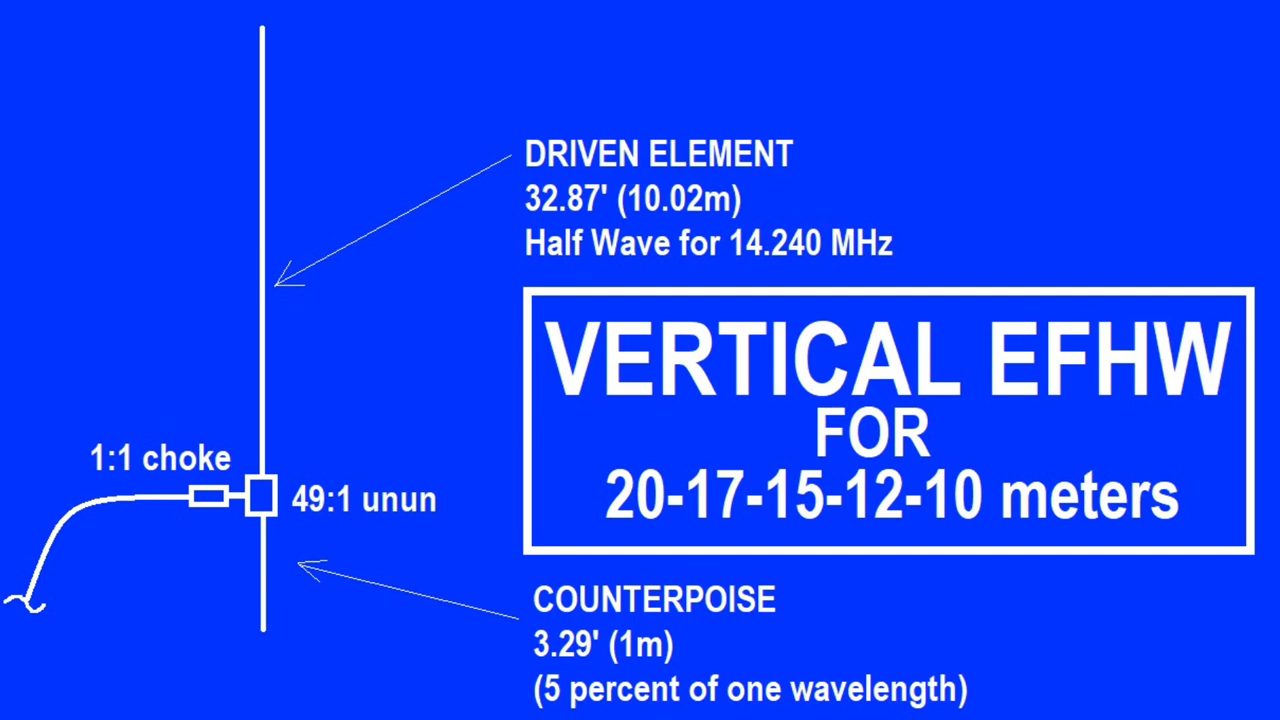 DRIVEN ELEMENT
32.87' (10.02m)
Half Wave for 14.240 MHz
VERTICAL EFHW
FOR
20-17-15-12-10 meters
1:1 choke
49:1 unun
COUNTERPOISE
3.29' (1m)
(5 percent of one wavelength)